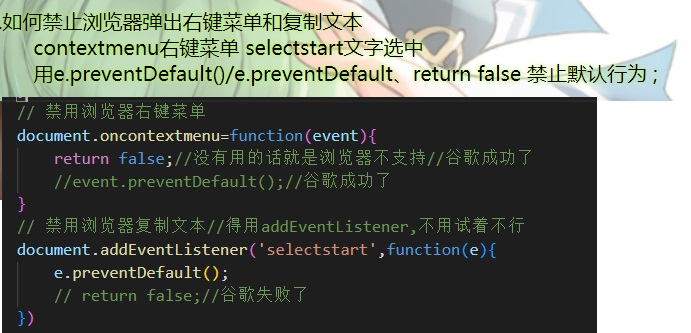 .如何禁止浏览器弹出右键菜单和复制文本
contextmenu右键菜单 selectstart文字选中
用e.preventDefault()/e.preventDefault、return false 禁止默认行为 ;
// 禁用浏览器右键菜单
document.oncontextmenu=function(event){
return false;//没有用的话就是浏览器不支持//谷歌成功了
//event.preventDefault();//谷歌成功了
}
// 禁用浏览器复制文本//得用addEventListener,不用试着不行
document.addEventListener('selectstart',function(e){
e.preventDefault();
// return false;//谷歌失败了
})